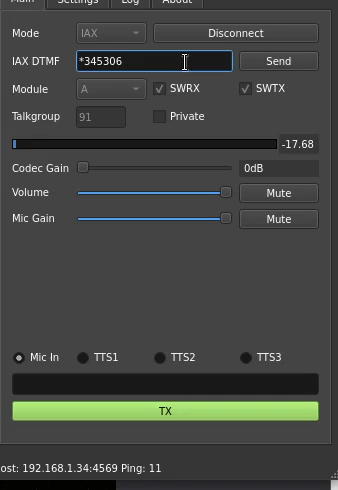 Main Settings Log About
Mode IAX Disconnect
IAX DTMF *345306 Send
Module A SWRX SWTX
Talkgroup 91 Private
-17.68
Codec Gain 0dB
Volume Mute
Mic Gain Mute
Mic In TTS1 TTS2 TTS3
TX
ost: 192.168.1.34:4569 Ping: 11